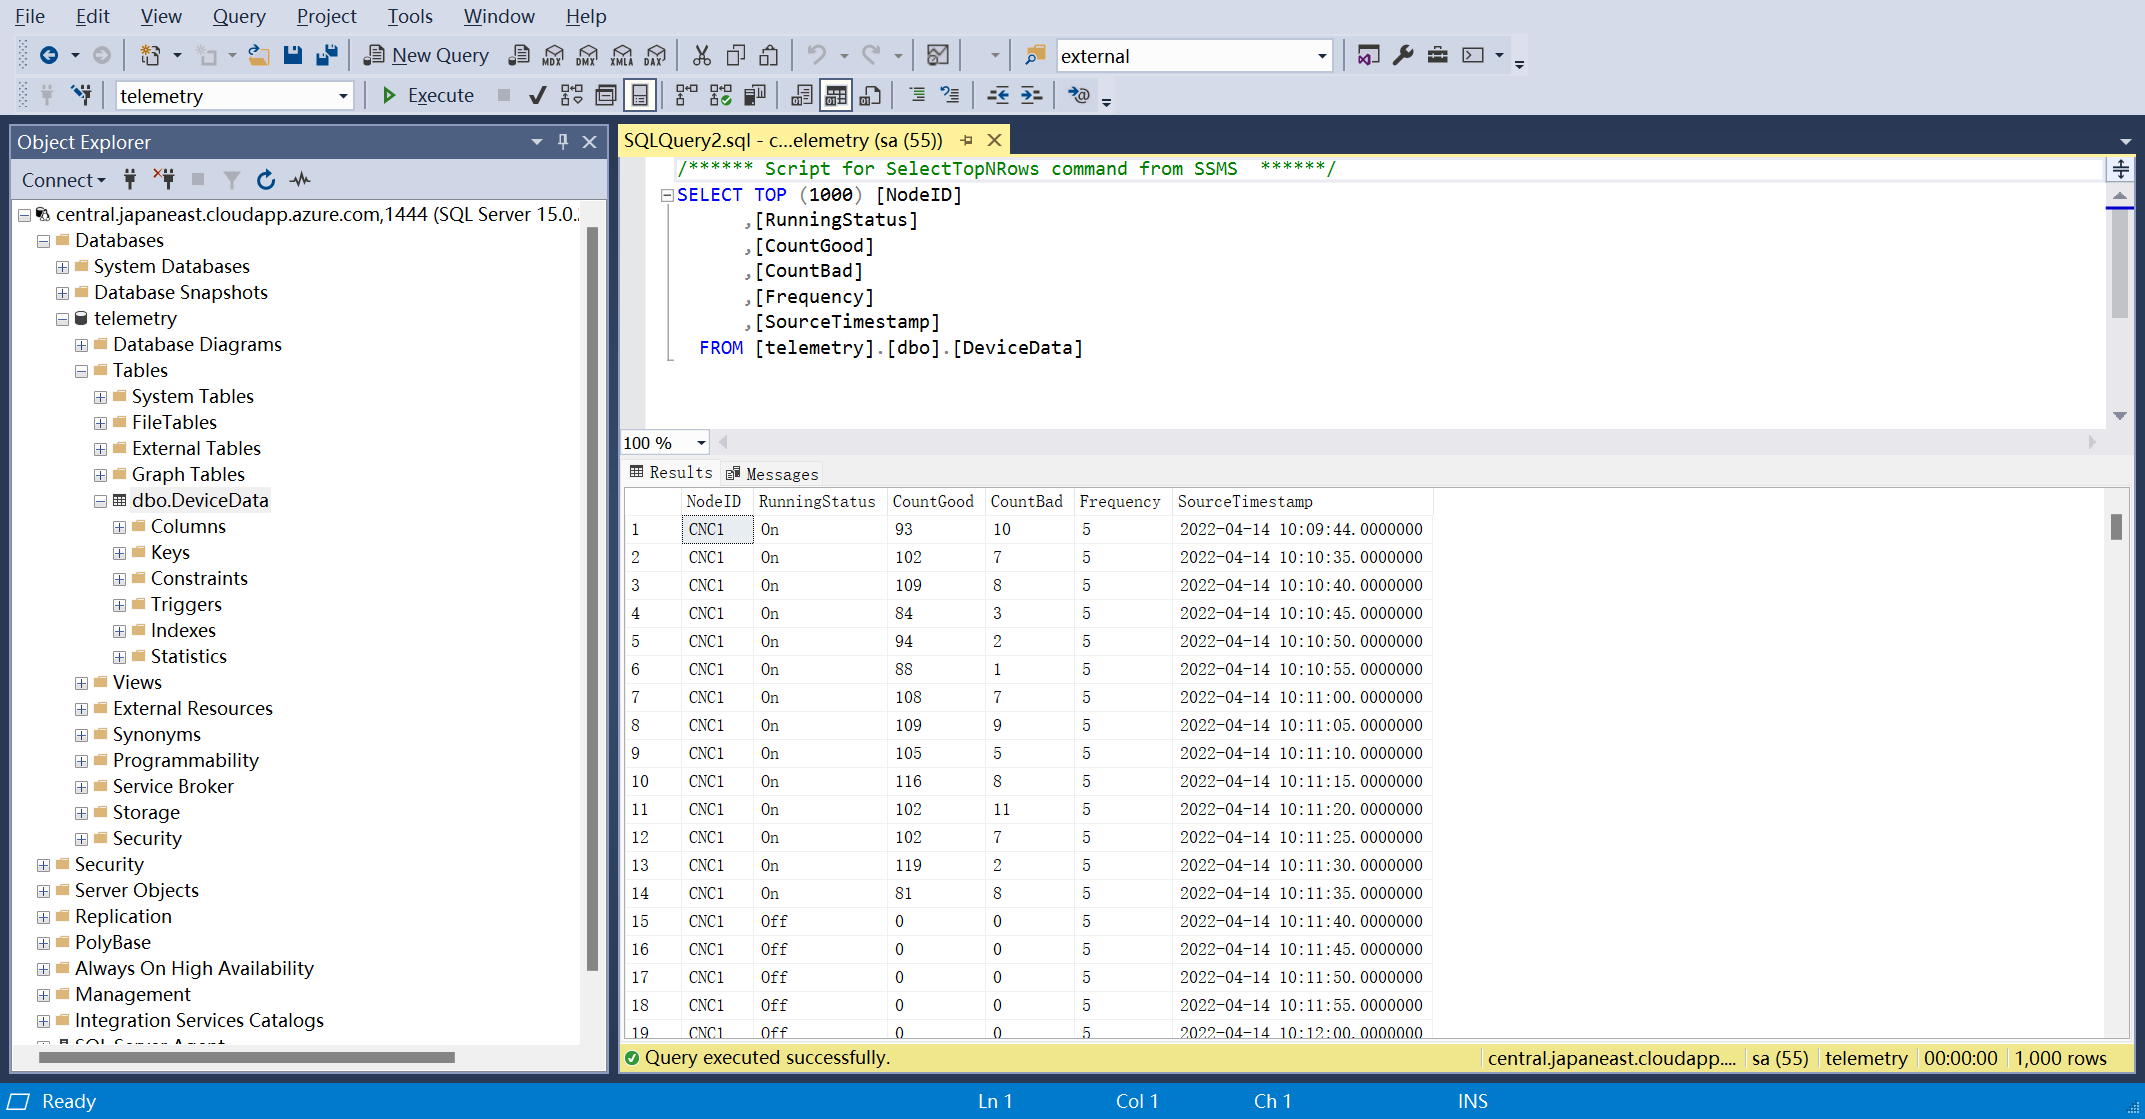 File Edit View Query Project Tools Window Help
New Query MDX DMX XMLA DAX external
telemetry Execute
Object Explorer
Connect
central.japaneast.cloudapp.azure.com,1444 (SQL Server 15.0.
Databases
System Databases
Database Snapshots
telemetry
Database Diagrams
Tables
System Tables
FileTables
External Tables
Graph Tables
dbo.DeviceData
Columns
Keys
Constraints
Triggers
Indexes
Statistics
Views
External Resources
Synonyms
Programmability
Service Broker
Storage
Security
Security
Server Objects
Replication
PolyBase
Always On High Availability
Management
Integration Services Catalogs
SQL Server Agent
SQLQuery2.sql - c...elemetry (sa (55))
/****** Script for SelectTopNRows command from SSMS ******/
SELECT TOP (1000) [NodeID]
,[RunningStatus]
,[CountGood]
,[CountBad]
,[Frequency]
,[SourceTimestamp]
FROM [telemetry].[dbo].[DeviceData]
100 %
Results Messages
NodeID RunningStatus CountGood CountBad Frequency SourceTimestamp
1 CNC1 On 93 10 5 2022-04-14 10:09:44.0000000
2 CNC1 On 102 7 5 2022-04-14 10:10:35.0000000
3 CNC1 On 109 8 5 2022-04-14 10:10:40.0000000
4 CNC1 On 84 3 5 2022-04-14 10:10:45.0000000
5 CNC1 On 94 2 5 2022-04-14 10:10:50.0000000
6 CNC1 On 88 1 5 2022-04-14 10:10:55.0000000
7 CNC1 On 108 7 5 2022-04-14 10:11:00.0000000
8 CNC1 On 109 9 5 2022-04-14 10:11:05.0000000
9 CNC1 On 105 5 5 2022-04-14 10:11:10.0000000
10 CNC1 On 116 8 5 2022-04-14 10:11:15.0000000
11 CNC1 On 102 11 5 2022-04-14 10:11:20.0000000
12 CNC1 On 102 7 5 2022-04-14 10:11:25.0000000
13 CNC1 On 119 2 5 2022-04-14 10:11:30.0000000
14 CNC1 On 81 8 5 2022-04-14 10:11:35.0000000
15 CNC1 Off 0 0 5 2022-04-14 10:11:40.0000000
16 CNC1 Off 0 0 5 2022-04-14 10:11:45.0000000
17 CNC1 Off 0 0 5 2022-04-14 10:11:50.0000000
18 CNC1 Off 0 0 5 2022-04-14 10:11:55.0000000
19 CNC1 Off 0 0 5 2022-04-14 10:12:00.0000000
Query executed successfully. central.japaneast.cloudapp.... sa (55) telemetry 00:00:00 1,000 rows
Ready Ln 1 Col 1 Ch 1 INS